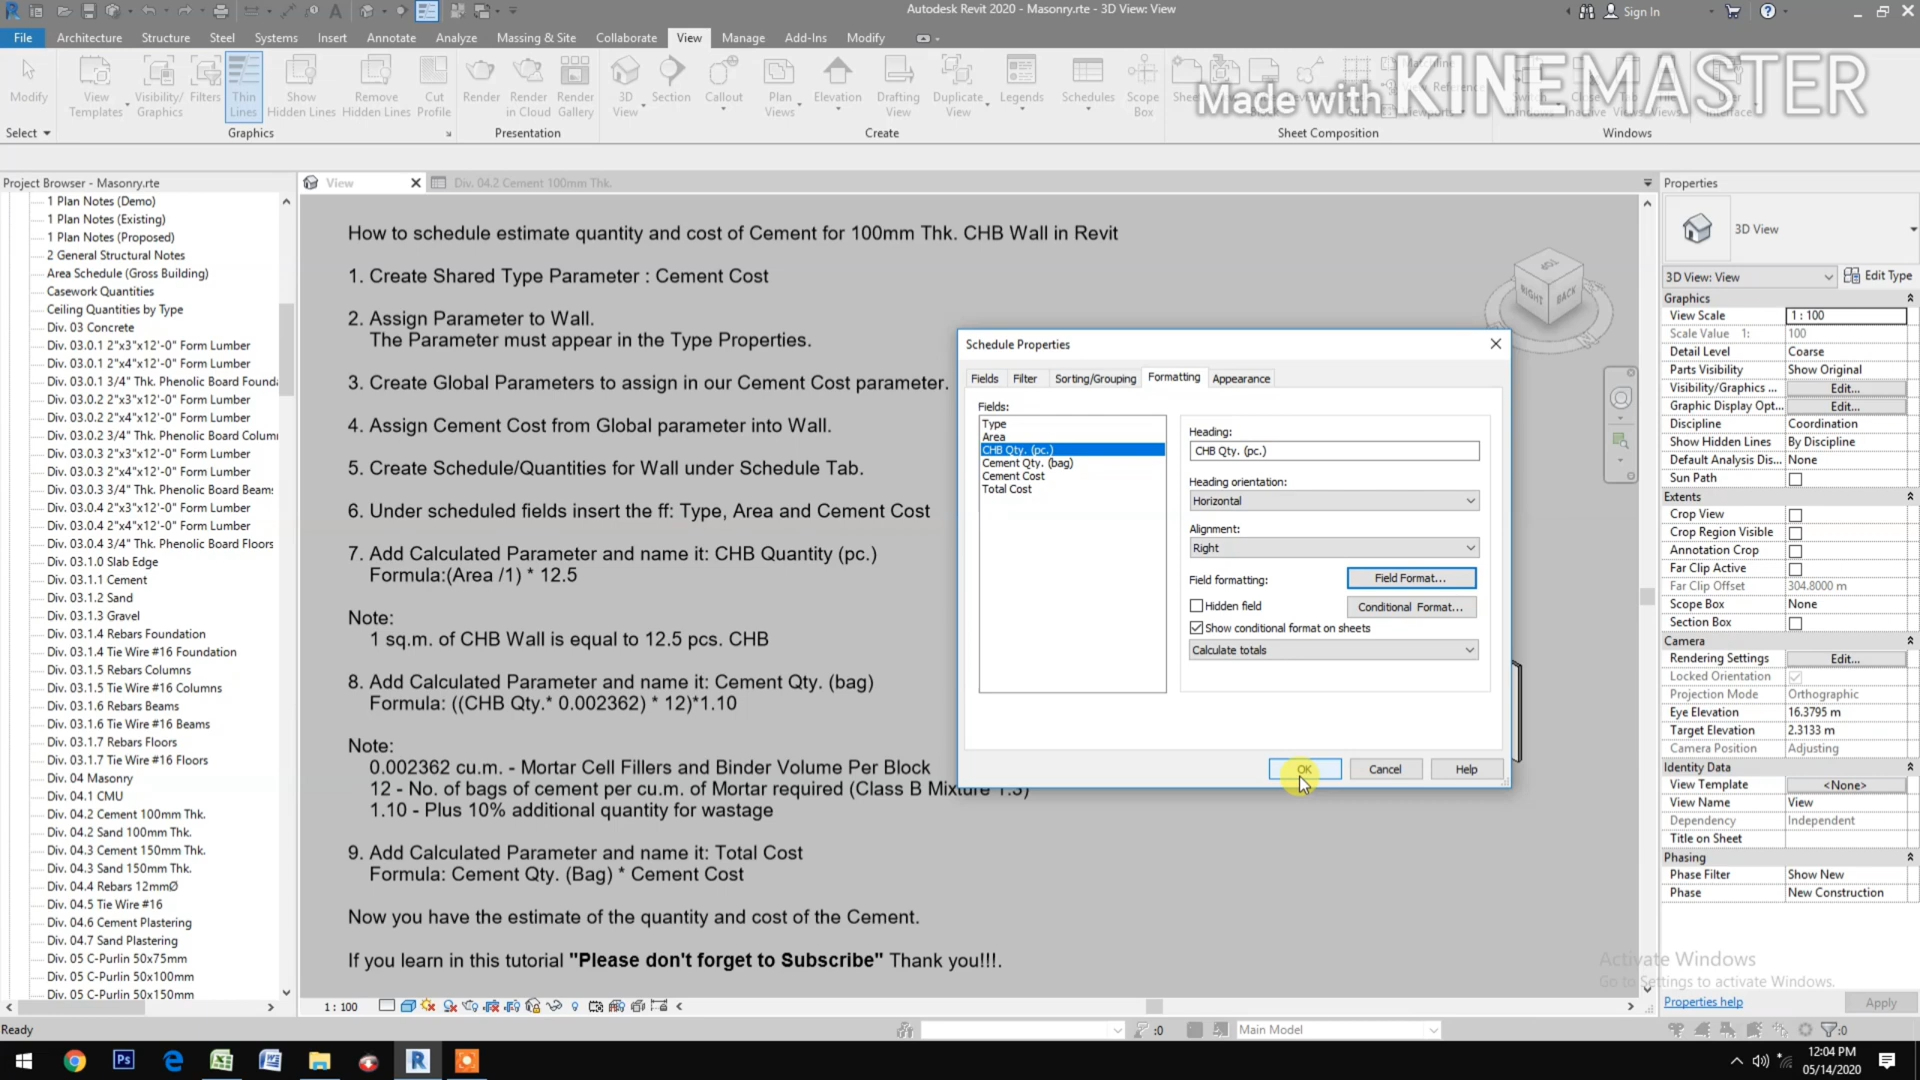 Autodesk Revit 2020 - Masonry.rte - 3D View: View
Sign In
File Architecture Structure Steel Systems Insert Annotate Analyze Massing & Site Collaborate View Manage Add-Ins Modify
Modify
View Templates
Visibility/ Graphics
Filters
Thin Lines
Show Hidden Lines
Remove Hidden Lines
Cut Profile
Render
Render in Cloud
Render Gallery
3D View
Section
Callout
Plan Views
Elevation
Drafting View
Duplicate View
Legends
Schedules
Scope Box
Made with KINEMASTER
Select
Graphics
Presentation
Create
Sheet Composition
Windows
Project Browser - Masonry.rte
1 Plan Notes (Demo)
1 Plan Notes (Existing)
1 Plan Notes (Proposed)
2 General Structural Notes
Area Schedule (Gross Building)
Casework Quantities
Ceiling Quantities by Type
Div. 03 Concrete
Div. 03.0.1 2"x3"x12'-0" Form Lumber
Div. 03.0.1 2"x4"x12'-0" Form Lumber
Div. 03.0.1 3/4" Thk. Phenolic Board Found
Div. 03.0.2 2"x3"x12'-0" Form Lumber
Div. 03.0.2 2"x4"x12'-0" Form Lumber
Div. 03.0.2 3/4" Thk. Phenolic Board Colum
Div. 03.0.3 2"x3"x12'-0" Form Lumber
Div. 03.0.3 2"x4"x12'-0" Form Lumber
Div. 03.0.3 3/4" Thk. Phenolic Board Beams
Div. 03.0.4 2"x3"x12'-0" Form Lumber
Div. 03.0.4 2"x4"x12'-0" Form Lumber
Div. 03.0.4 3/4" Thk. Phenolic Board Floors
Div. 03.1.0 Slab Edge
Div. 03.1.1 Cement
Div. 03.1.2 Sand
Div. 03.1.3 Gravel
Div. 03.1.4 Rebars Foundation
Div. 03.1.4 Tie Wire #16 Foundation
Div. 03.1.5 Rebars Columns
Div. 03.1.5 Tie Wire #16 Columns
Div. 03.1.6 Rebars Beams
Div. 03.1.6 Tie Wire #16 Beams
Div. 03.1.7 Rebars Floors
Div. 03.1.7 Tie Wire #16 Floors
Div. 04 Masonry
Div. 04.1 CMU
Div. 04.2 Cement 100mm Thk.
Div. 04.2 Sand 100mm Thk.
Div. 04.3 Cement 150mm Thk.
Div. 04.3 Sand 150mm Thk.
Div. 04.4 Rebars 12mmØ
Div. 04.5 Tie Wire #16
Div. 04.6 Cement Plastering
Div. 04.7 Sand Plastering
Div. 05 C-Purlin 50x75mm
Div. 05 C-Purlin 50x100mm
Div. 05 C-Purlin 50x150mm
View
Div. 04.2 Cement 100mm Thk.
How to schedule estimate quantity and cost of Cement for 100mm Thk. CHB Wall in Revit
1. Create Shared Type Parameter : Cement Cost
2. Assign Parameter to Wall.
The Parameter must appear in the Type Properties.
3. Create Global Parameters to assign in our Cement Cost parameter.
4. Assign Cement Cost from Global parameter into Wall.
5. Create Schedule/Quantities for Wall under Schedule Tab.
6. Under scheduled fields insert the ff: Type, Area and Cement Cost
7. Add Calculated Parameter and name it: CHB Quantity (pc.)
Formula:(Area /1) * 12.5
Note:
1 sq.m. of CHB Wall is equal to 12.5 pcs. CHB
8. Add Calculated Parameter and name it: Cement Qty. (bag)
Formula: ((CHB Qty.* 0.002362) * 12)*1.10
Note:
0.002362 cu.m. - Mortar Cell Fillers and Binder Volume Per Block
12 - No. of bags of cement per cu.m. of Mortar required (Class B Mixture 1:3)
1.10 - Plus 10% additional quantity for wastage
9. Add Calculated Parameter and name it: Total Cost
Formula: Cement Qty. (Bag) * Cement Cost
Now you have the estimate of the quantity and cost of the Cement.
If you learn in this tutorial "Please don't forget to Subscribe" Thank you!!!.
TOP
RIGHT
BACK
Schedule Properties
Fields Filter Sorting/Grouping Formatting Appearance
Fields:
Type
Area
CHB Qty. (pc.)
Cement Qty. (bag)
Cement Cost
Total Cost
Heading:
CHB Qty. (pc.)
Heading orientation:
Horizontal
Alignment:
Right
Field formatting:
Field Format...
Hidden field
Conditional Format...
Show conditional format on sheets
Calculate totals
OK
Cancel
Help
Properties
3D View
3D View: View
Edit Type
Graphics
View Scale 1 : 100
Scale Value 1: 100
Detail Level Coarse
Parts Visibility Show Original
Visibility/Graphics ... Edit...
Graphic Display Opt... Edit...
Discipline Coordination
Show Hidden Lines By Discipline
Default Analysis Dis... None
Sun Path
Extents
Crop View
Crop Region Visible
Annotation Crop
Far Clip Active
Far Clip Offset 304.8000 m
Scope Box None
Section Box
Camera
Rendering Settings Edit...
Locked Orientation
Projection Mode Orthographic
Eye Elevation 16.3795 m
Target Elevation 2.3133 m
Camera Position Adjusting
Identity Data
View Template <None>
View Name View
Dependency Independent
Title on Sheet
Phasing
Phase Filter Show New
Phase New Construction
Activate Windows
Go to Settings to activate Windows.
Properties help
Apply
1 : 100
Ready
:0
Main Model
:0
12:04 PM
05/14/2020